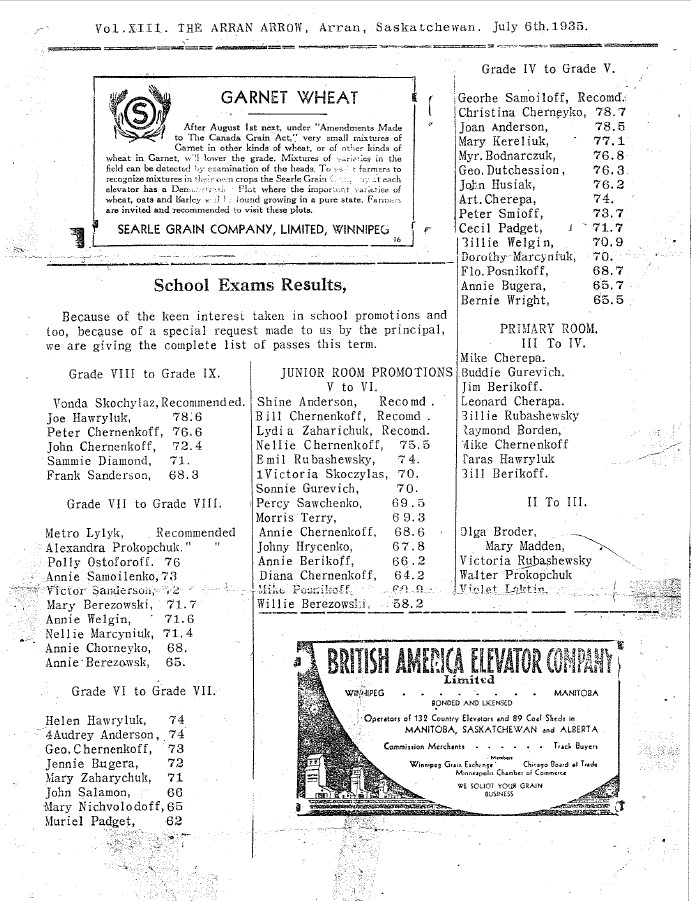 Vol.XIII. THE ARRAN ARROW, Arran, Saskatchewan. July 6th.1935.
S
GARNET WHEAT
After August 1st next, under "Amendments Made
to The Canada Grain Act," very small mixtures of
Garnet in other kinds of wheat, or of other kinds of
wheat in Garnet, will lower the grade. Mixtures of varieties in the
field can be detected by examination of the heads. To farmers to
recognize mixtures in their own crops the Searle Grain at each
elevator has a Plot where the important varieties of
wheat, oats and Barley found growing in a pure state. Farmers
are invited and recommended to visit these plots.
SEARLE GRAIN COMPANY, LIMITED, WINNIPEG
16
School Exams Results,
Because of the keen interest taken in school promotions and
too, because of a special request made to us by the principal,
we are giving the complete list of passes this term.
Grade VIII to Grade IX.
Vonda Skochylaz, Recommended.
Joe Hawryluk, 78.6
Peter Chernenkoff, 76.6
John Chernenkoff, 72.4
Sammie Diamond, 71.
Frank Sanderson, 68.3
Grade VII to Grade VIII.
Metro Lylyk, Recommended
Alexandra Prokopchuk. " "
Polly Ostoforoff. 76
Annie Samoilenko, 73
Victor Sanderson, 72
Mary Berezowski, 71.7
Annie Welgin, 71.6
Nellie Marcyniuk, 71.4
Annie Chorneyko, 68.
Annie Berezowsk, 65.
Grade VI to Grade VII.
Helen Hawryluk, 74
4Audrey Anderson, 74
Geo. Chernenkoff, 73
Jennie Bugera, 72
Mary Zaharychuk, 71
John Salamon, 66
Mary Nichvolodoff, 65
Muriel Padget, 62
JUNIOR ROOM PROMOTIONS
V to VI.
Shine Anderson, Recomd .
Bill Chernenkoff, Recomd .
Lydia Zaharichuk, Recomd.
Nellie Chernenkoff, 75.5
Emil Rubashewsky, 74.
1Victoria Skoczylas, 70.
Sonnie Gurevich, 70.
Percy Sawchenko, 69.5
Morris Terry, 69.3
Annie Chernenkoff, 68.6
Johny Hrycenko, 67.8
Annie Berikoff, 66.2
Diana Chernenkoff, 64.2
Mike Posnikoff,
Willie Berezowski, 58.2
Grade IV to Grade V.
Georhe Samoiloff, Recomd.
Christina Cherneyko, 78.7
Joan Anderson, 78.5
Mary Kereliuk, 77.1
Myr. Bodnarczuk, 76.8
Geo. Dutchession, 76.3
John Husiak, 76.2
Art. Cherepa, 74.
Peter Smioff, 73.7
Cecil Padget, 71.7
Billie Welgin, 70.9
Dorothy Marcyniuk, 70.
Flo. Posnikoff, 68.7
Annie Bugera, 65.7
Bernie Wright, 65.5
PRIMARY ROOM.
III To IV.
Mike Cherepa.
Buddie Gurevich.
Jim Berikoff.
Leonard Cherapa.
Billie Rubashewsky
Raymond Borden,
Mike Chernenkoff
Taras Hawryluk
Bill Berikoff.
II To III.
Olga Broder,
Mary Madden,
Victoria Rubashewsky
Walter Prokopchuk
Violet
BRITISH AMERICA ELEVATOR COMPANY
Limited
WINNIPEG . . . . . . . . MANITOBA
BONDED AND LICENSED
Operators of 132 Country Elevators and 89 Coal Sheds in
MANITOBA, SASKATCHEWAN and ALBERTA
Commission Merchants - - - - - - Track Buyers
Members
Winnipeg Grain Exchange Chicago Board of Trade
Minneapolis Chamber of Commerce
WE SOLICIT YOUR GRAIN
BUSINESS